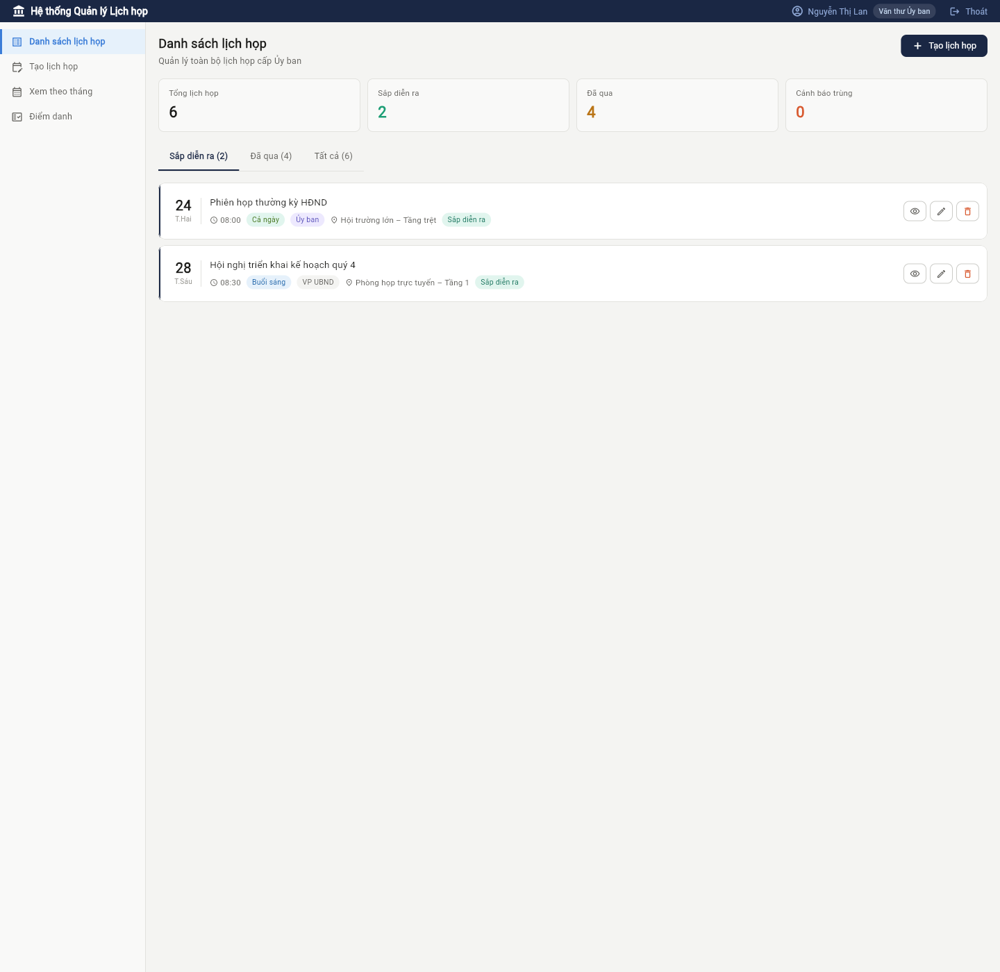 Hệ thống Quản lý Lịch họp
Nguyễn Thị Lan Văn thư Ủy ban Thoát
Danh sách lịch họp
Tạo lịch họp
Xem theo tháng
Điểm danh
Danh sách lịch họp
Quản lý toàn bộ lịch họp cấp Ủy ban
Tạo lịch họp
Tổng lịch họp
6
Sắp diễn ra
2
Đã qua
4
Cảnh báo trùng
0
Sắp diễn ra (2) Đã qua (4) Tất cả (6)
24
T.Hai
Phiên họp thường kỳ HĐND
08:00 Cả ngày Ủy ban Hội trường lớn – Tầng trệt Sắp diễn ra
28
T.Sáu
Hội nghị triển khai kế hoạch quý 4
08:30 Buổi sáng VP UBND Phòng họp trực tuyến – Tầng 1 Sắp diễn ra